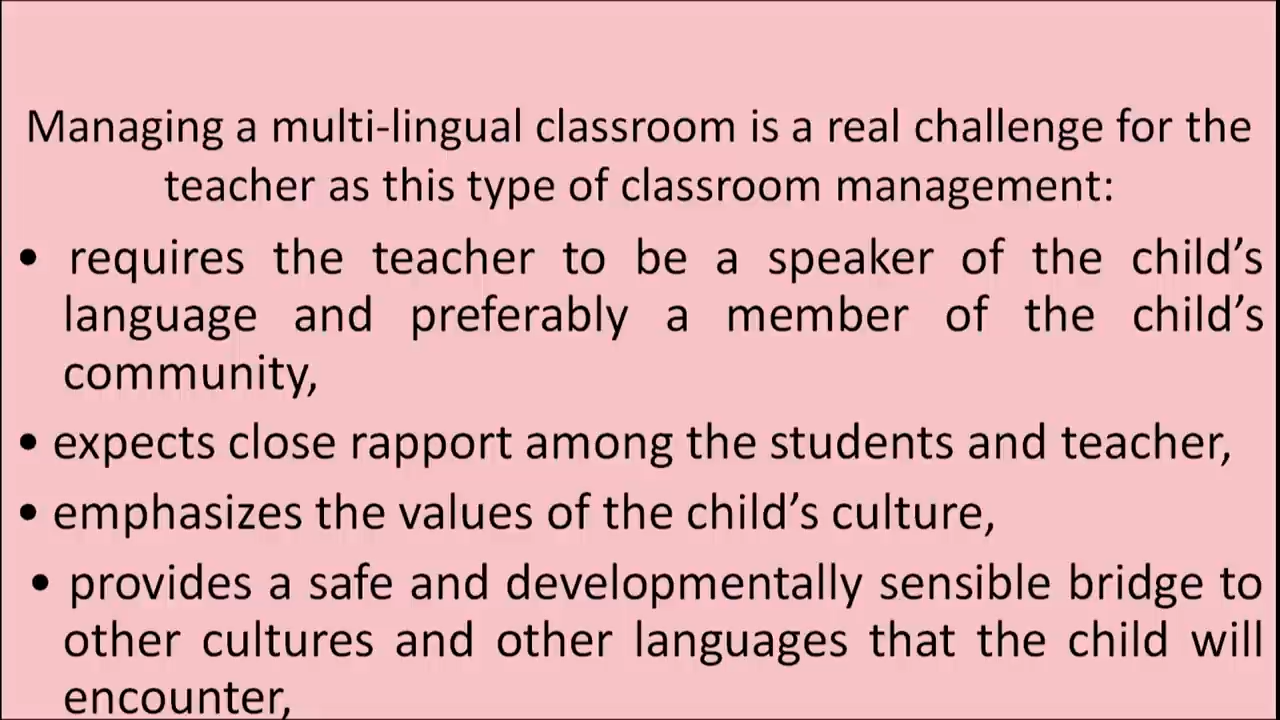 Managing a multi-lingual classroom is a real challenge for the
teacher as this type of classroom management:
• requires the teacher to be a speaker of the child’s
language and preferably a member of the child’s
community,
• expects close rapport among the students and teacher,
• emphasizes the values of the child’s culture,
• provides a safe and developmentally sensible bridge to
other cultures and other languages that the child will
encounter,